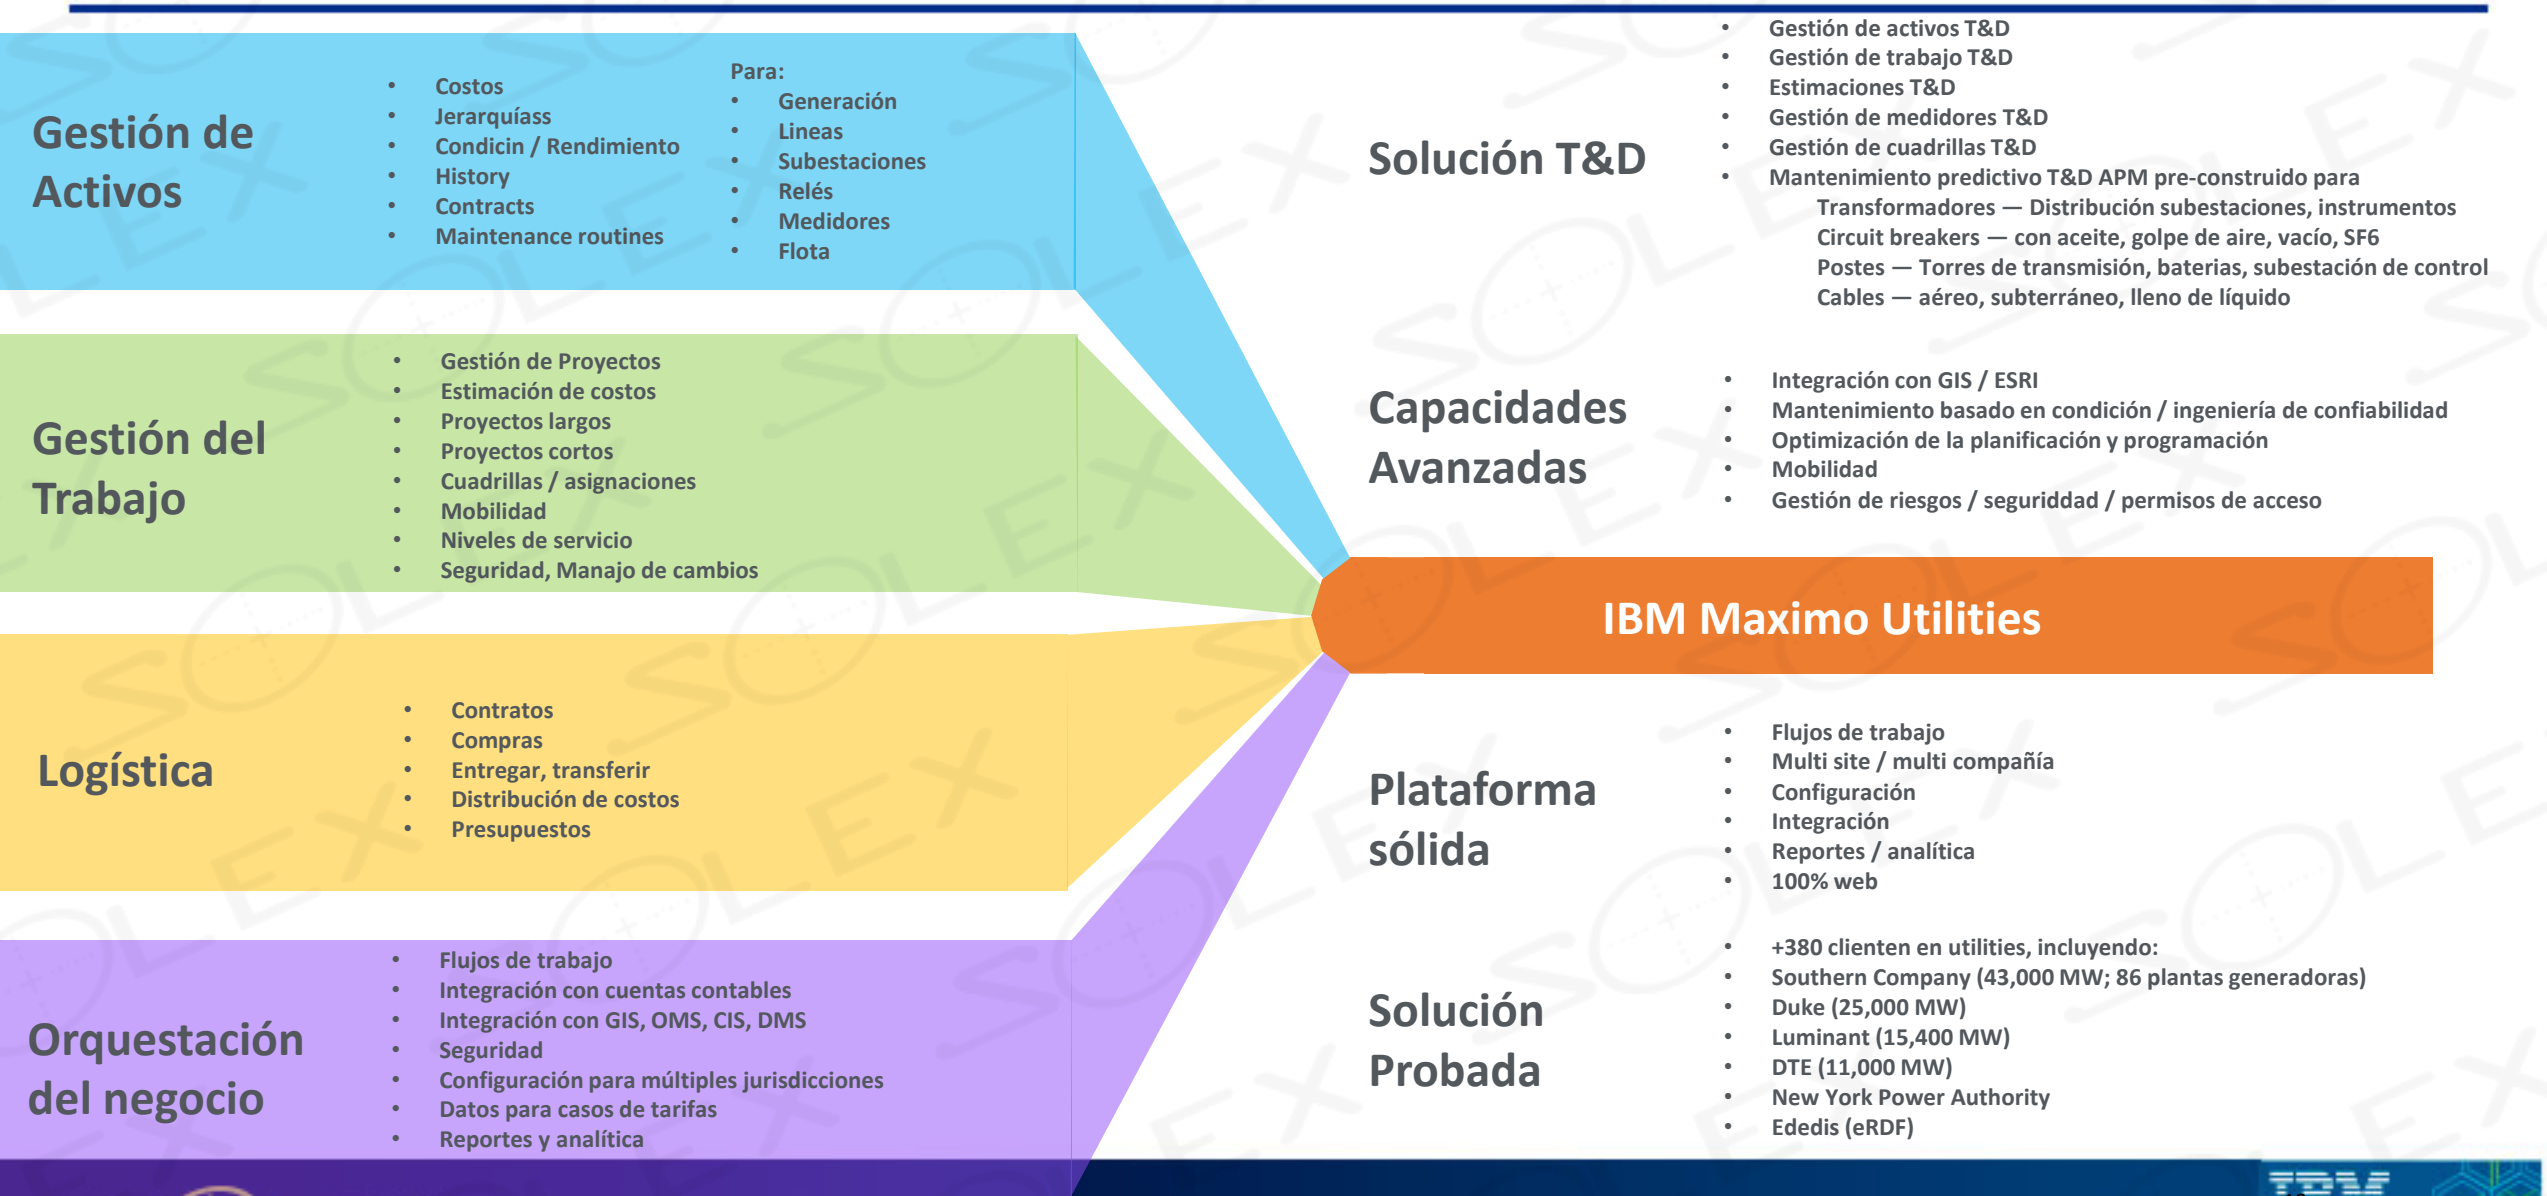 Gestión de
Activos
Costos
Jerarquíass
Condicin / Rendimiento
History
Contracts
Maintenance routines
Para:
Generación
Lineas
Subestaciones
Relés
Medidores
Flota
Gestión del
Trabajo
Gestión de Proyectos
Estimación de costos
Proyectos largos
Proyectos cortos
Cuadrillas / asignaciones
Mobilidad
Niveles de servicio
Seguridad, Manajo de cambios
Logística
Contratos
Compras
Entregar, transferir
Distribución de costos
Presupuestos
Orquestación
del negocio
Flujos de trabajo
Integración con cuentas contables
Integración con GIS, OMS, CIS, DMS
Seguridad
Configuración para múltiples jurisdicciones
Datos para casos de tarifas
Reportes y analítica
Solución T&D
Gestión de activos T&D
Gestión de trabajo T&D
Estimaciones T&D
Gestión de medidores T&D
Gestión de cuadrillas T&D
Mantenimiento predictivo T&D APM pre-construido para
Transformadores — Distribución subestaciones, instrumentos
Circuit breakers — con aceite, golpe de aire, vacío, SF6
Postes — Torres de transmisión, baterias, subestación de control
Cables — aéreo, subterráneo, lleno de líquido
Capacidades
Avanzadas
Integración con GIS / ESRI
Mantenimiento basado en condición / ingeniería de confiabilidad
Optimización de la planificación y programación
Mobilidad
Gestión de riesgos / seguriddad / permisos de acceso
IBM Maximo Utilities
Plataforma
sólida
Flujos de trabajo
Multi site / multi compañía
Configuración
Integración
Reportes / analítica
100% web
Solución
Probada
+380 clienten en utilities, incluyendo:
Southern Company (43,000 MW; 86 plantas generadoras)
Duke (25,000 MW)
Luminant (15,400 MW)
DTE (11,000 MW)
New York Power Authority
Ededis (eRDF)
IBM
SOLEX